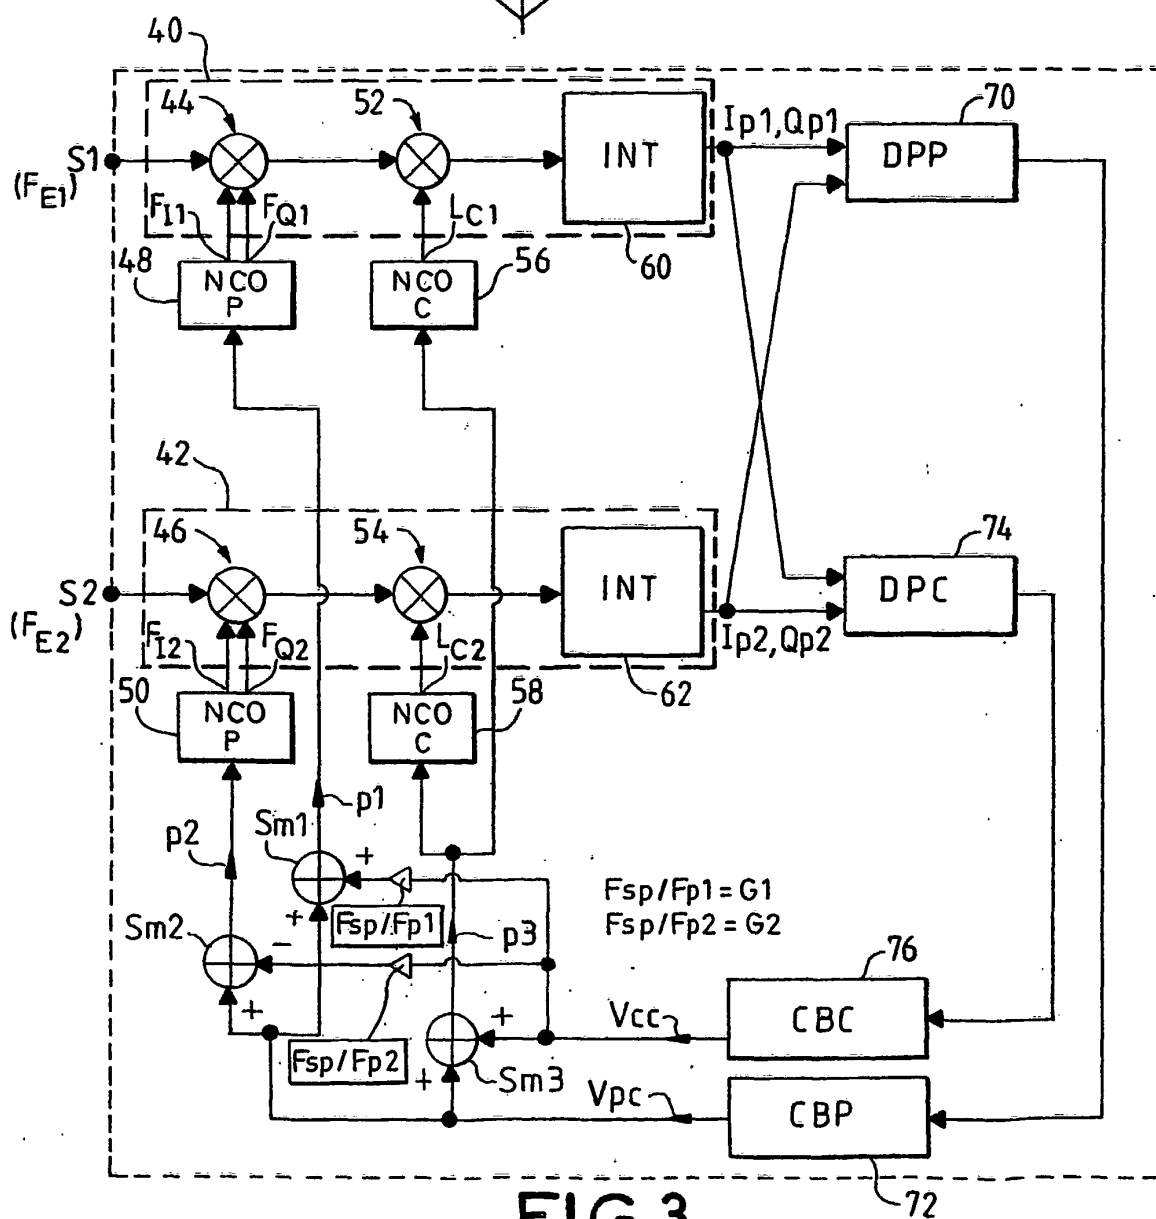 40
44
52
70
Ip1,Qp1
S1
(FE1)
INT
DPP
FI1
FQ1
LC1
48
NCO
P
NCO
C
56
60
42
46
54
74
S2
(FE2)
INT
DPC
FI2
FQ2
LC2
Ip2,Qp2
50
NCO
P
NCO
C
58
62
p1
Sm1
p2
+
+
Fsp/Fp1
Fsp/Fp1=G1
Fsp/Fp2=G2
Sm2
p3
-
+
76
CBC
Vcc
+
Fsp/Fp2
+
Sm3
Vpc
CBP
72
FIG.3